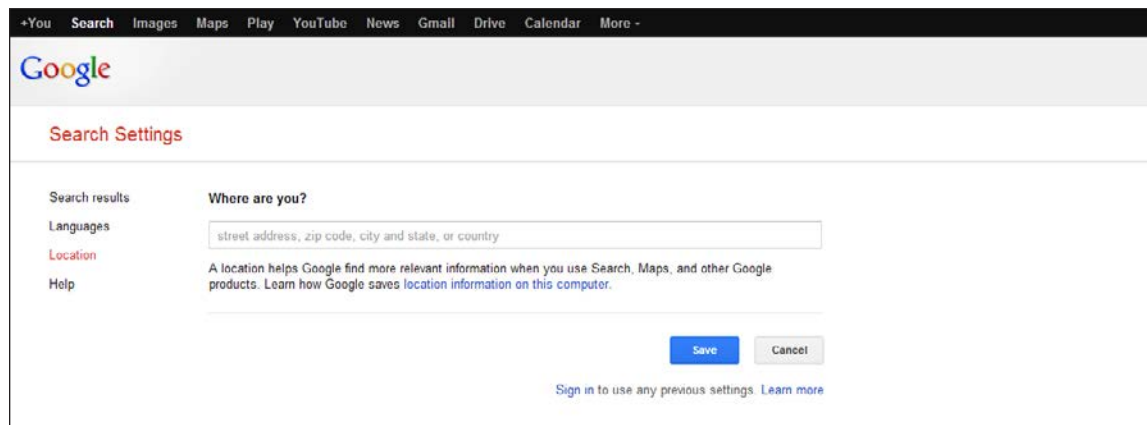 +You Search Images Maps Play YouTube News Gmail Drive Calendar More -
Google
Search Settings
Search results
Languages
Location
Help
Where are you?
street address, zip code, city and state, or country
A location helps Google find more relevant information when you use Search, Maps, and other Google
products. Learn how Google saves location information on this computer.
Save Cancel
Sign in to use any previous settings. Learn more